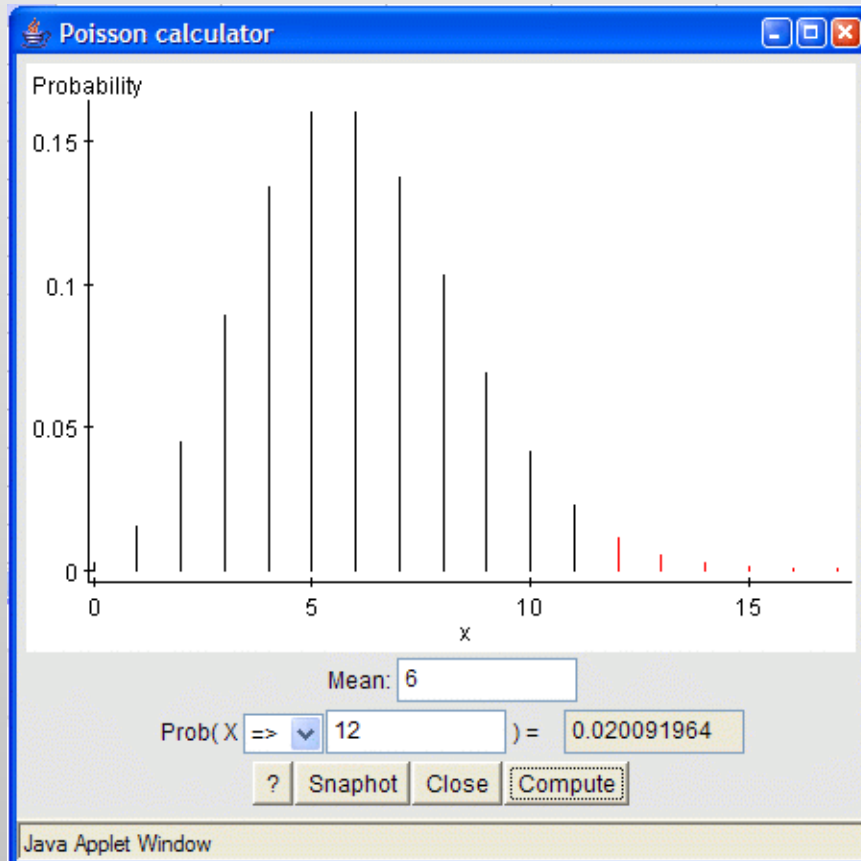 Poisson calculator
Probability
0.15
0.1
0.05
0
0 5 10 15
x
Mean: 6
Prob( X => 12 ) = 0.020091964
? Snaphot Close Compute
Java Applet Window